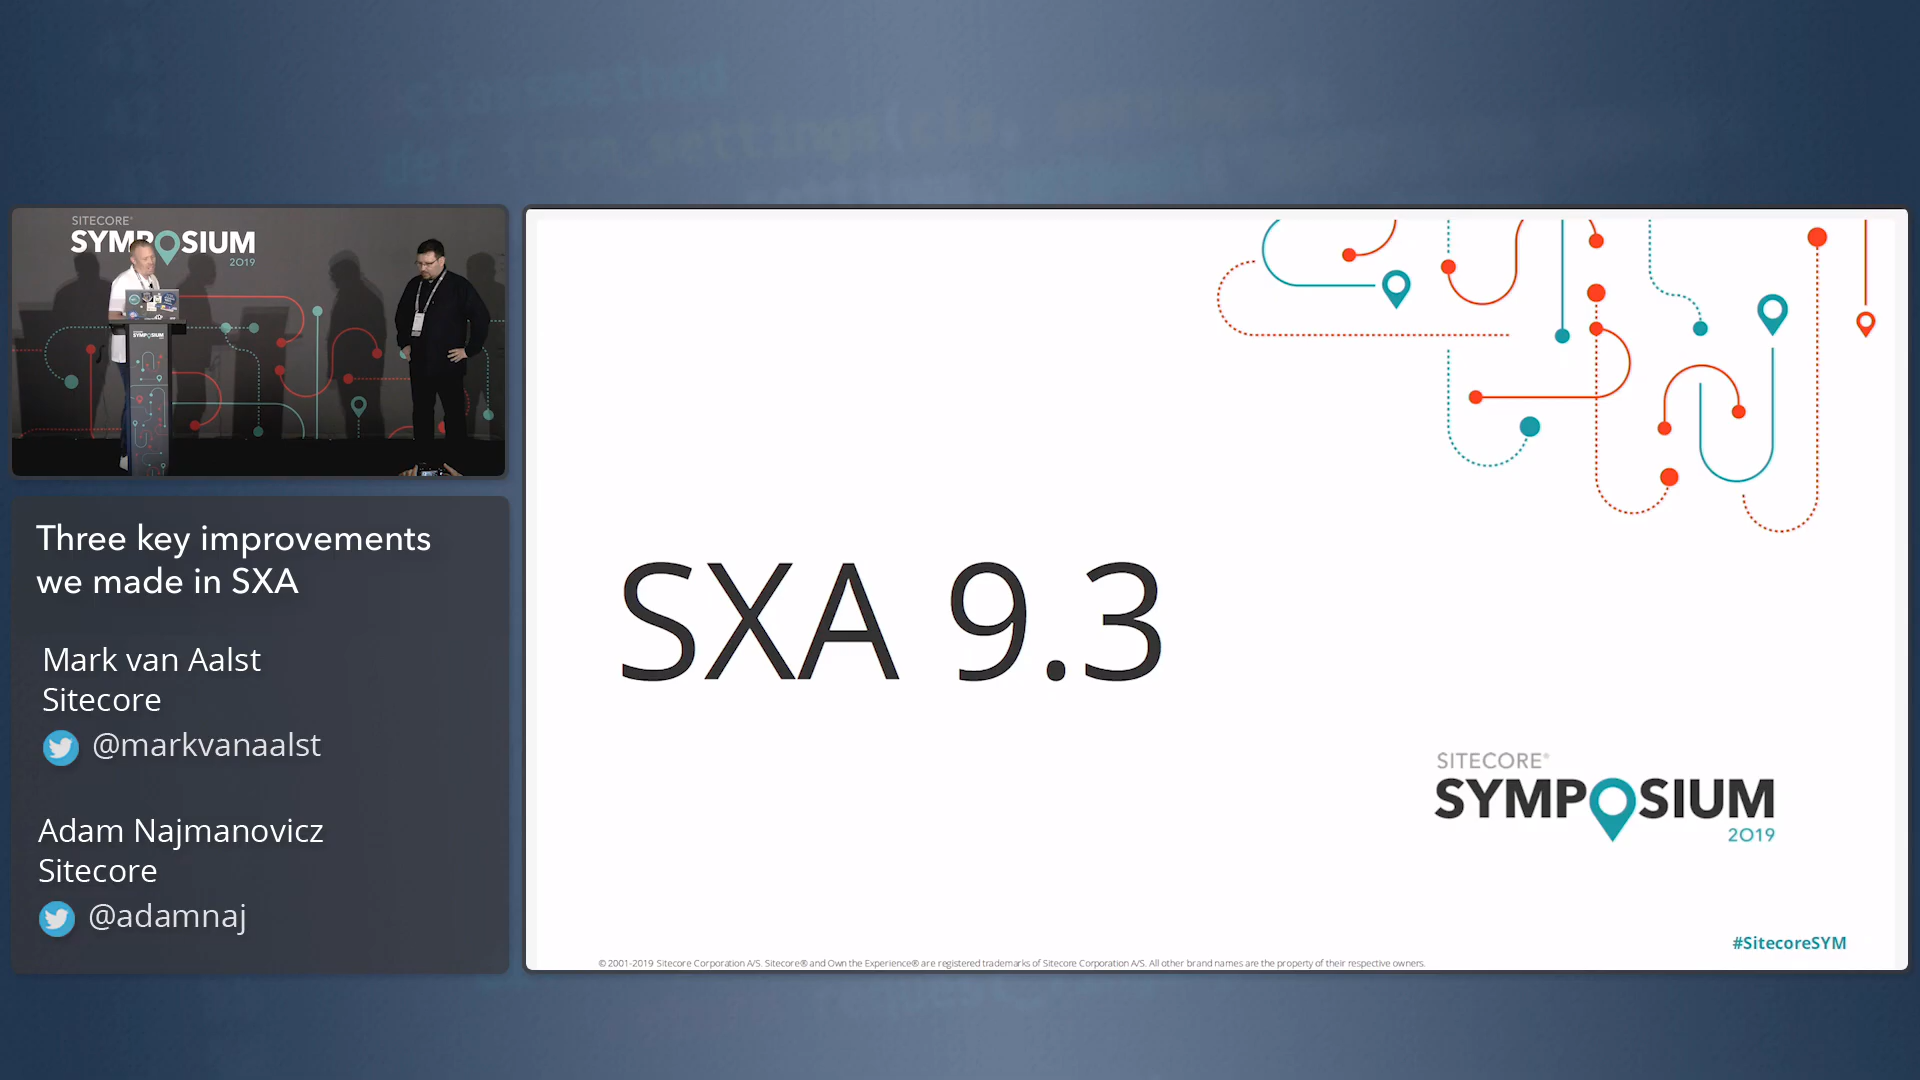 SITECORE®
SYMPOSIUM
2019
SYMPOSIUM
Three key improvements
we made in SXA
Mark van Aalst
Sitecore
@markvanaalst
Adam Najmanovicz
Sitecore
@adamnaj
SXA 9.3
SITECORE®
SYMPOSIUM
2019
#SitecoreSYM
© 2001-2019 Sitecore Corporation A/S. Sitecore® and Own the Experience® are registered trademarks of Sitecore Corporation A/S. All other brand names are the property of their respective owners.